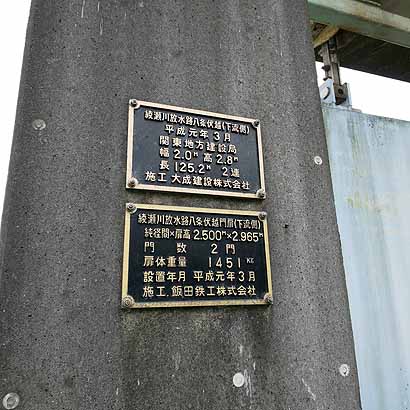 綾瀬川放水路八条伏越(下流側)
平成元年3月
関東地方建設局
幅 2.0ᴹ 高 2.8ᴹ
長 125.2ᴹ 2連
施工 大成建設株式会社
綾瀬川放水路八条伏越門扉(下流側)
純径間×扉高 2.500ᴹ×2.965ᴹ
門 数 2門
扉体重量 1451 KG
設置年月 平成元年3月
施工 飯田鉄工株式会社